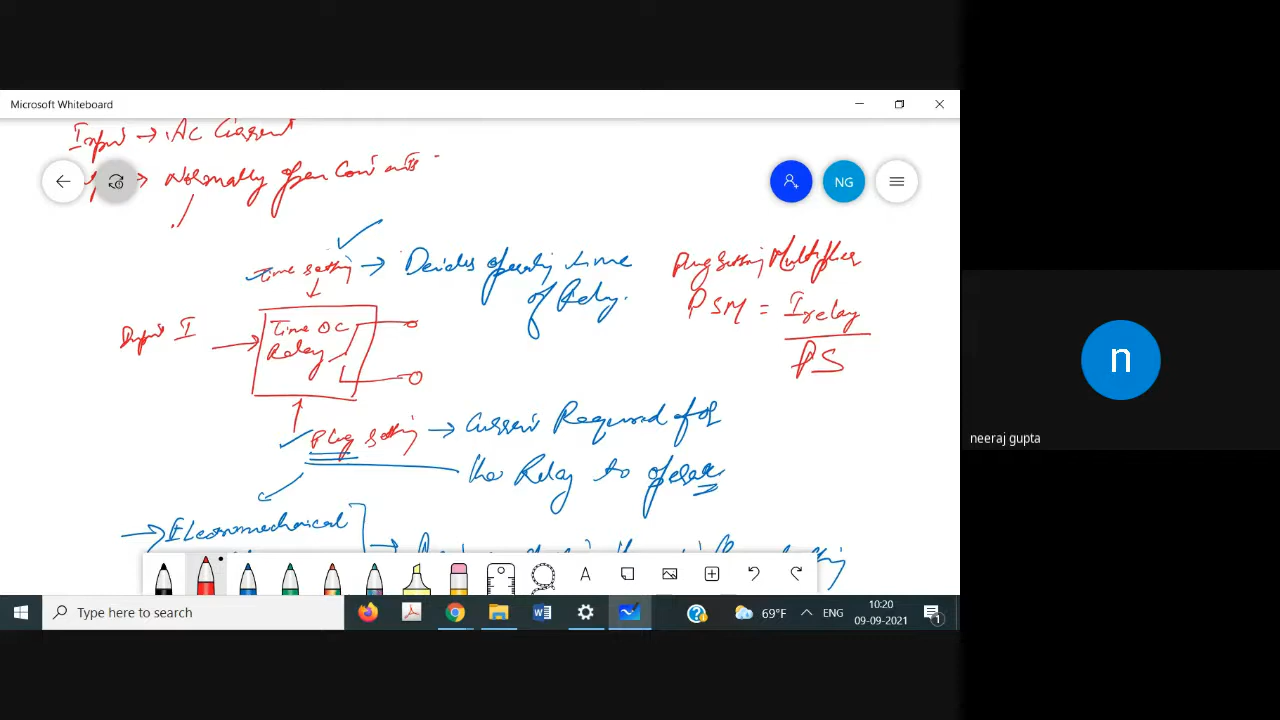 Microsoft Whiteboard
Input → AC Current
→ Normally open Contacts
NG
Time setting → Decides operating time
of Relay.
Plug setting Multiplier
PSM = Irelay
PS
Input I
Time OC
Relay
Plug setting → Current Required for
the Relay to operate
→ Electromechanical
n
neeraj gupta
Type here to search
69°F
ENG
10:20
09-09-2021
1